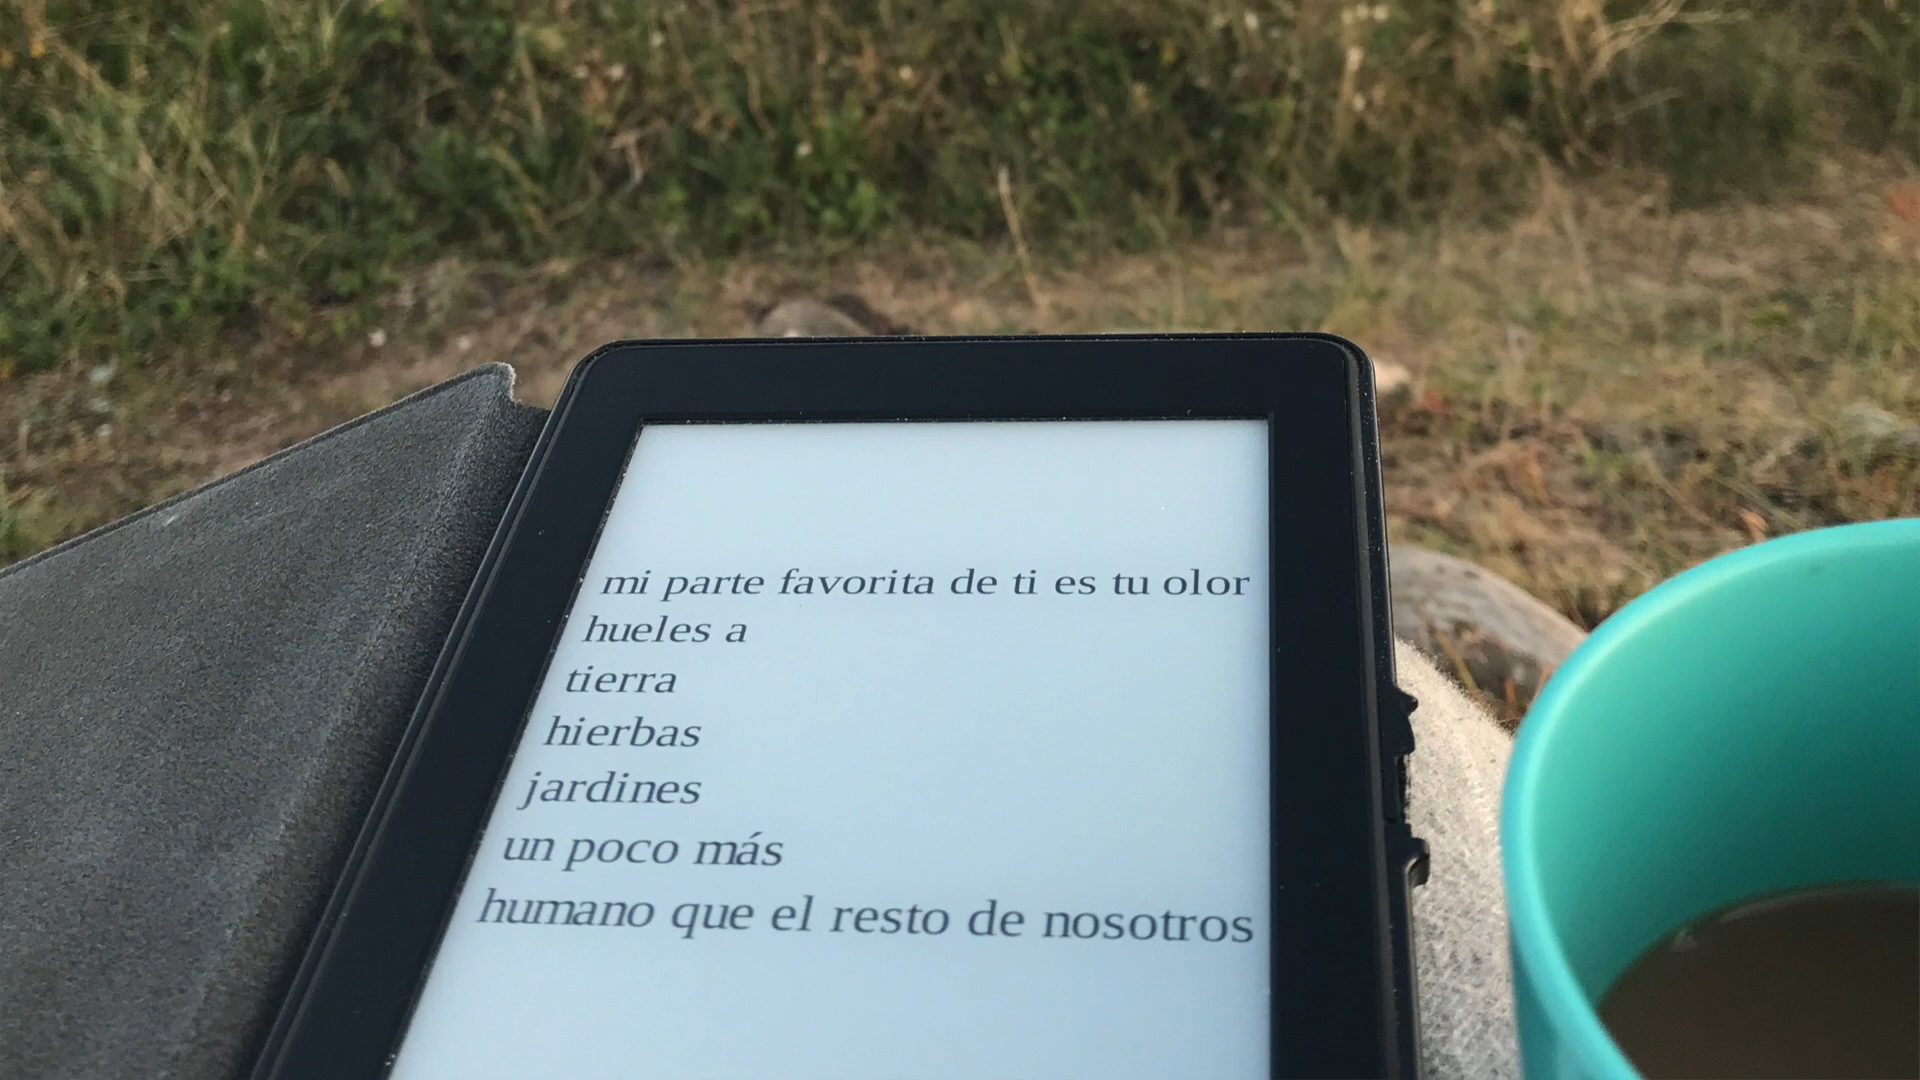 mi parte favorita de ti es tu olor
hueles a
tierra
hierbas
jardines
un poco más
humano que el resto de nosotros